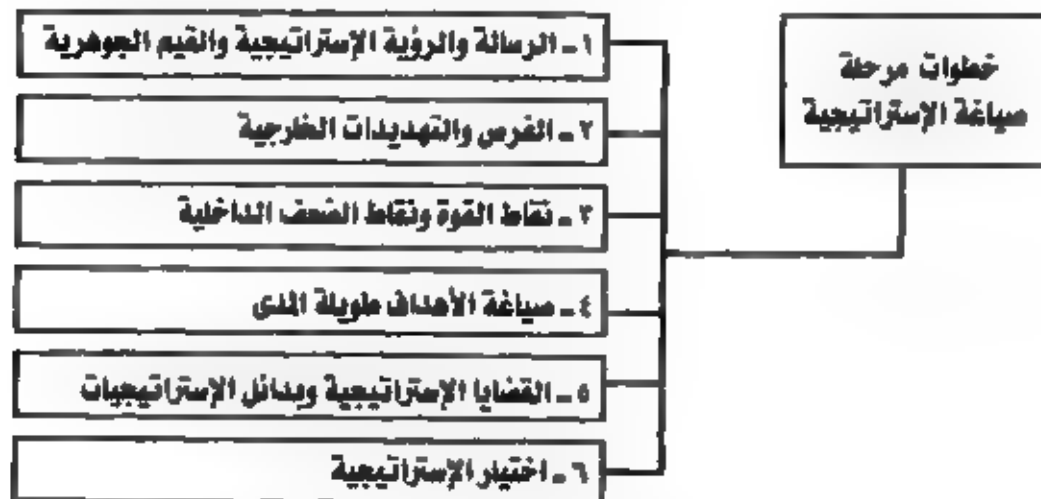 خطوات مرحلة
صياغة الإستراتيجية
١ - الرسالة والرؤية الإستراتيجية والقيم الجوهرية
٢ - الفرص والتهديدات الخارجية
٣ - نقاط القوة ونقاط الضعف الداخلية
٤ - صياغة الأهداف طويلة المدى
٥ - القضايا الإستراتيجية وبدائل الإستراتيجيات
٦ - اختيار الإستراتيجية